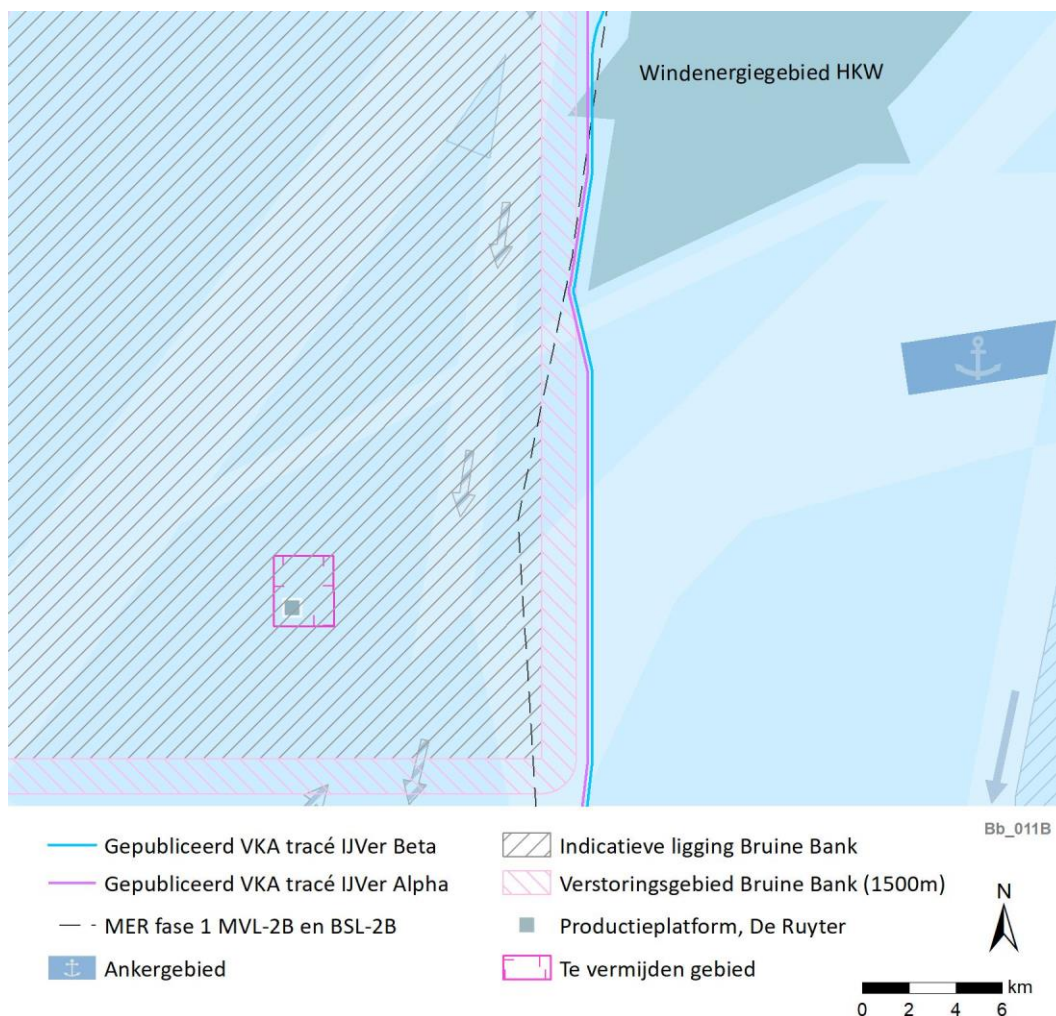 Windenergiegebied HKW
Bb_011B
Gepubliceerd VKA tracé IJVer Beta
Gepubliceerd VKA tracé IJVer Alpha
MER fase 1 MVL-2B en BSL-2B
Ankergebied
Indicatieve ligging Bruine Bank
Verstoringsgebied Bruine Bank (1500m)
Productieplatform, De Ruyter
Te vermijden gebied
N
km
0 2 4 6